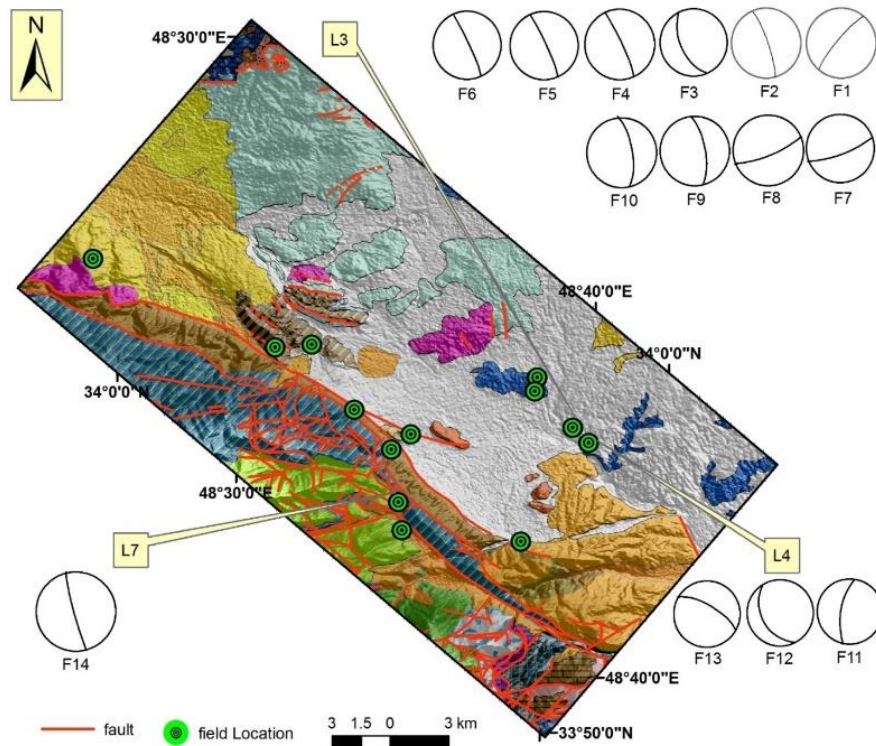 N
48°30'0"E
L3
F6
F5
F4
F3
F2
F1
F10
F9
F8
F7
48°40'0"E
34°0'0"N
34°0'0"N
48°30'0"E
L7
L4
F14
F13
F12
F11
48°40'0"E
fault
field Location
3 1.5 0 3 km
33°50'0"N